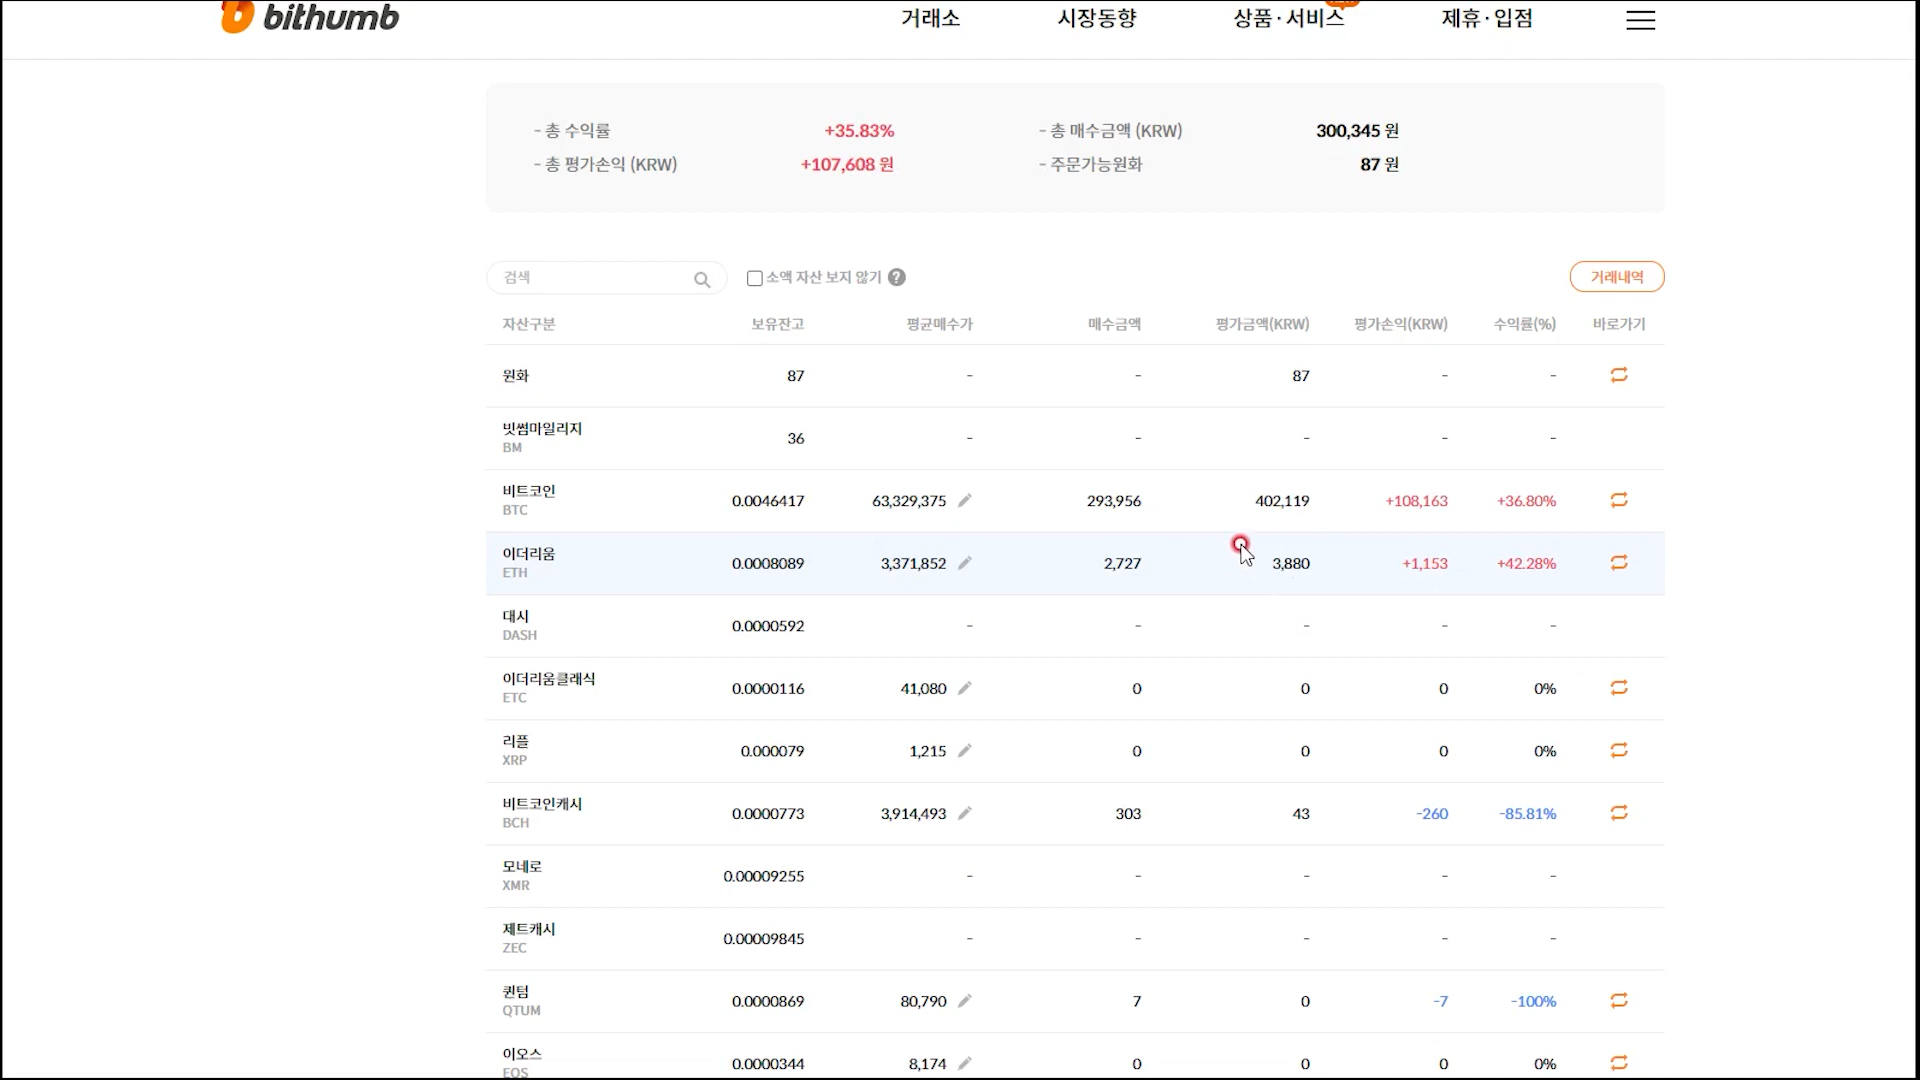 bithumb
거래소
시장동향
상품·서비스
제휴·입점
- 총 수익률 +35.83% - 총 매수금액 (KRW) 300,345 원
- 총 평가손익 (KRW) +107,608 원 - 주문가능원화 87 원
검색 소액 자산 보지 않기 ? 거래내역
자산구분 보유잔고 평균매수가 매수금액 평가금액(KRW) 평가손익(KRW) 수익률(%) 바로가기
원화 87 - - 87 - -
빗썸마일리지
BM
36 - - - - -
비트코인
BTC
0.0046417 63,329,375 293,956 402,119 +108,163 +36.80%
이더리움
ETH
0.0008089 3,371,852 2,727 3,880 +1,153 +42.28%
대시
DASH
0.0000592 - - - - -
이더리움클래식
ETC
0.0000116 41,080 0 0 0 0%
리플
XRP
0.000079 1,215 0 0 0 0%
비트코인캐시
BCH
0.0000773 3,914,493 303 43 -260 -85.81%
모네로
XMR
0.00009255 - - - - -
제트캐시
ZEC
0.00009845 - - - - -
퀀텀
QTUM
0.0000869 80,790 7 0 -7 -100%
이오스
EOS
0.0000344 8,174 0 0 0 0%